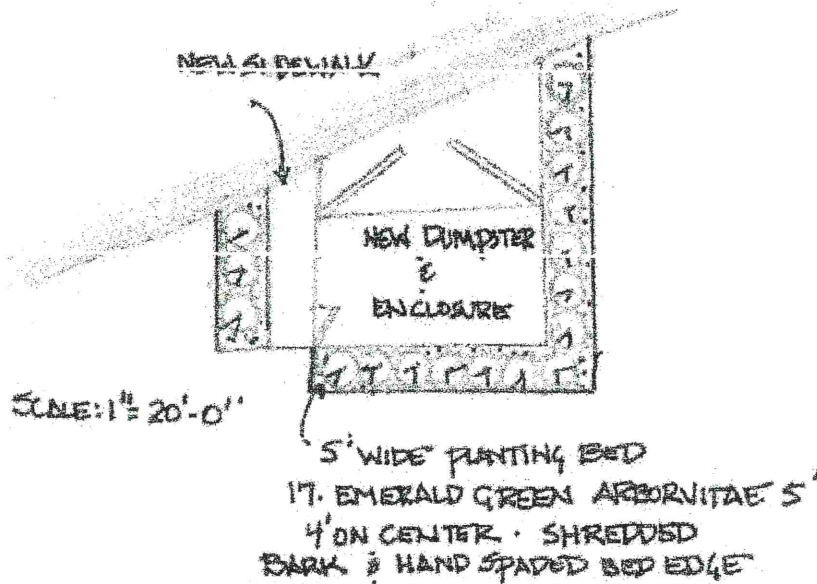 NEW SIDEWALK
NEW DUMPSTER
&
ENCLOSURE
SCALE: 1" = 20'-0"
5' WIDE PLANTING BED
17. EMERALD GREEN ARBORVITAE 5'
4' ON CENTER · SHREDDED
BARK & HAND SPADED BED EDGE